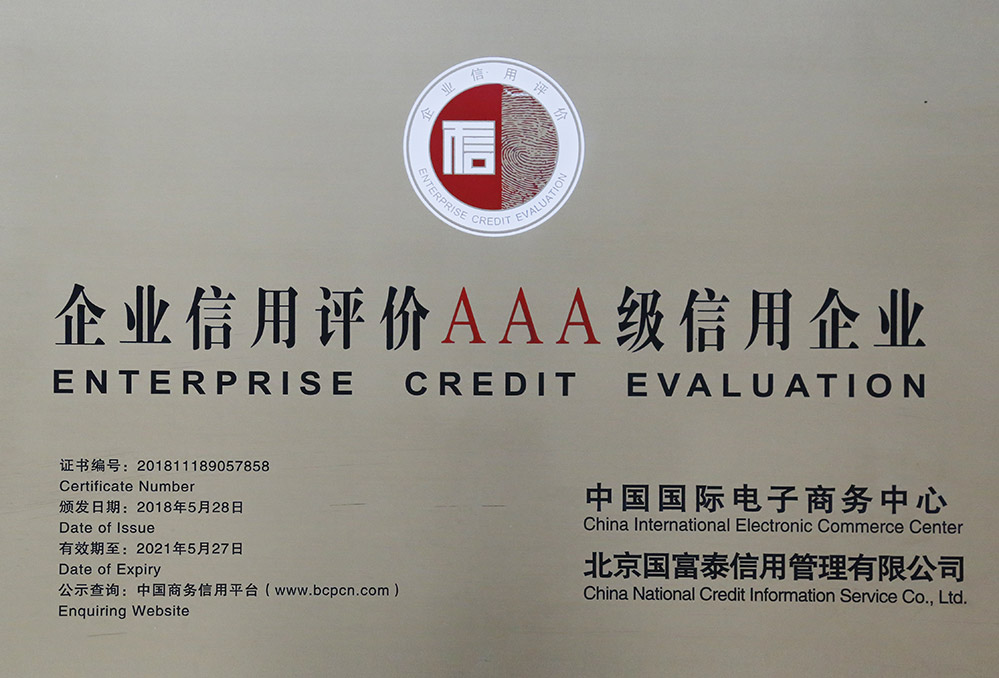 企业信用评价
信
ENTERPRISE CREDIT EVALUATION
企业信用评价AAA级信用企业
ENTERPRISE CREDIT EVALUATION
证书编号：201811189057858
Certificate Number
颁发日期：2018年5月28日
Date of Issue
有效期至：2021年5月27日
Date of Expiry
公示查询：中国商务信用平台（www.bcpcn.com）
Enquiring Website
中国国际电子商务中心
China International Electronic Commerce Center
北京国富泰信用管理有限公司
China National Credit Information Service Co., Ltd.